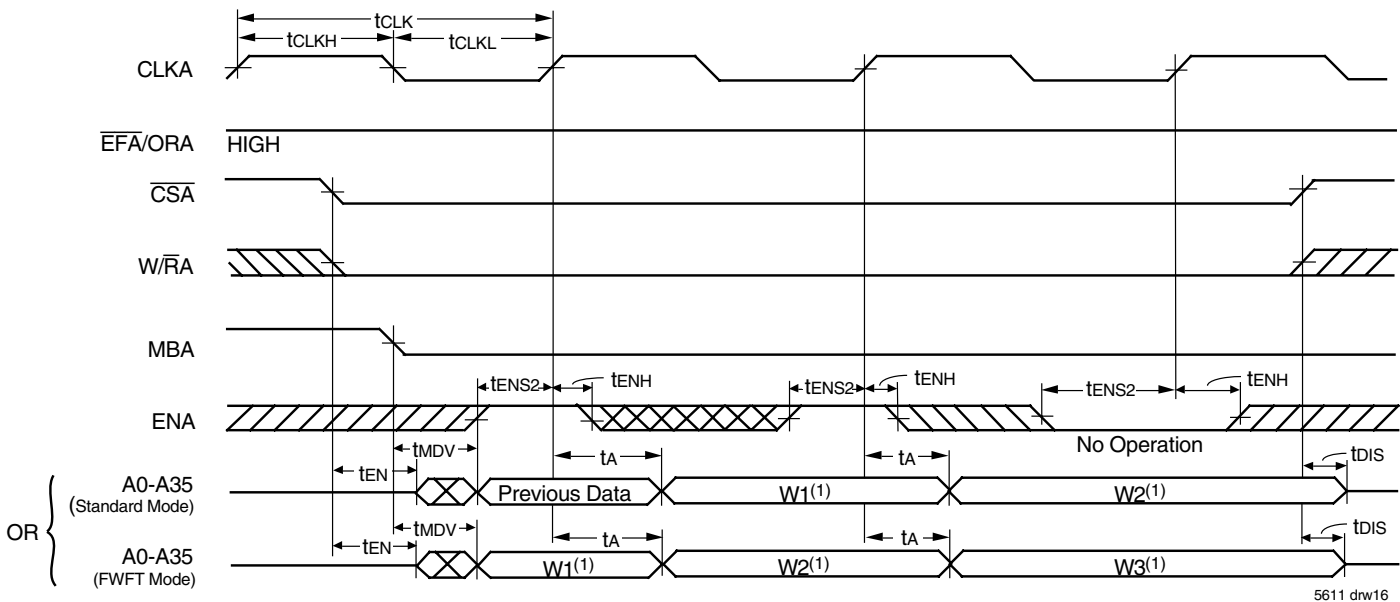 tCLK
tCLKH
tCLKL
CLKA
EFA/ORA HIGH
CSA
W/RA
MBA
tENS2 tENH tENS2 tENH tENS2 tENH
ENA
No Operation
tMDV
tEN tA tA tDIS
A0-A35
(Standard Mode)
Previous Data W1(1) W2(1)
OR
tMDV
tEN tA tA tDIS
A0-A35
(FWFT Mode)
W1(1) W2(1) W3(1)
5611 drw16